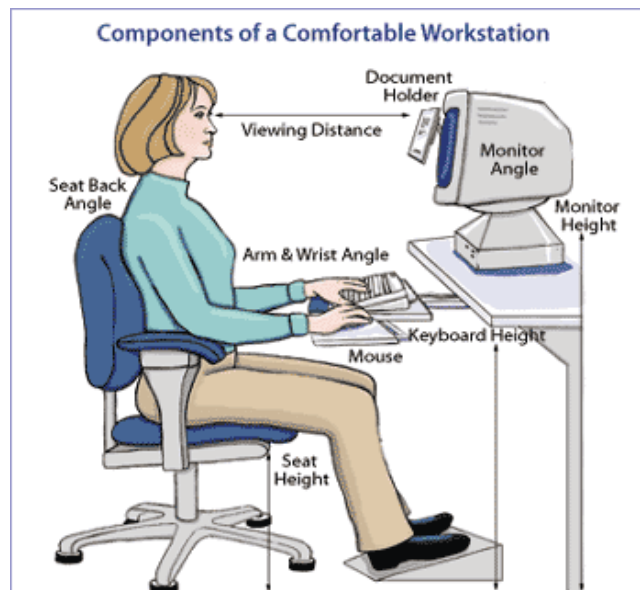 Components of a Comfortable Workstation
Document
Holder
Viewing Distance
Monitor
Angle
Seat Back
Angle
Monitor
Height
Arm & Wrist Angle
Keyboard Height
Mouse
Seat
Height